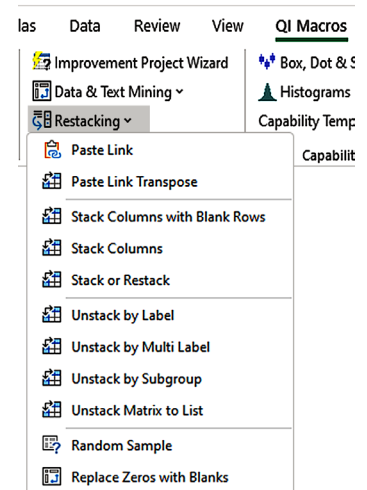 las Data Review View QI Macros
Improvement Project Wizard Box, Dot & S
Data & Text Mining Histograms
Restacking Capability Temp
Capabilit
Paste Link
Paste Link Transpose
Stack Columns with Blank Rows
Stack Columns
Stack or Restack
Unstack by Label
Unstack by Multi Label
Unstack by Subgroup
Unstack Matrix to List
Random Sample
Replace Zeros with Blanks